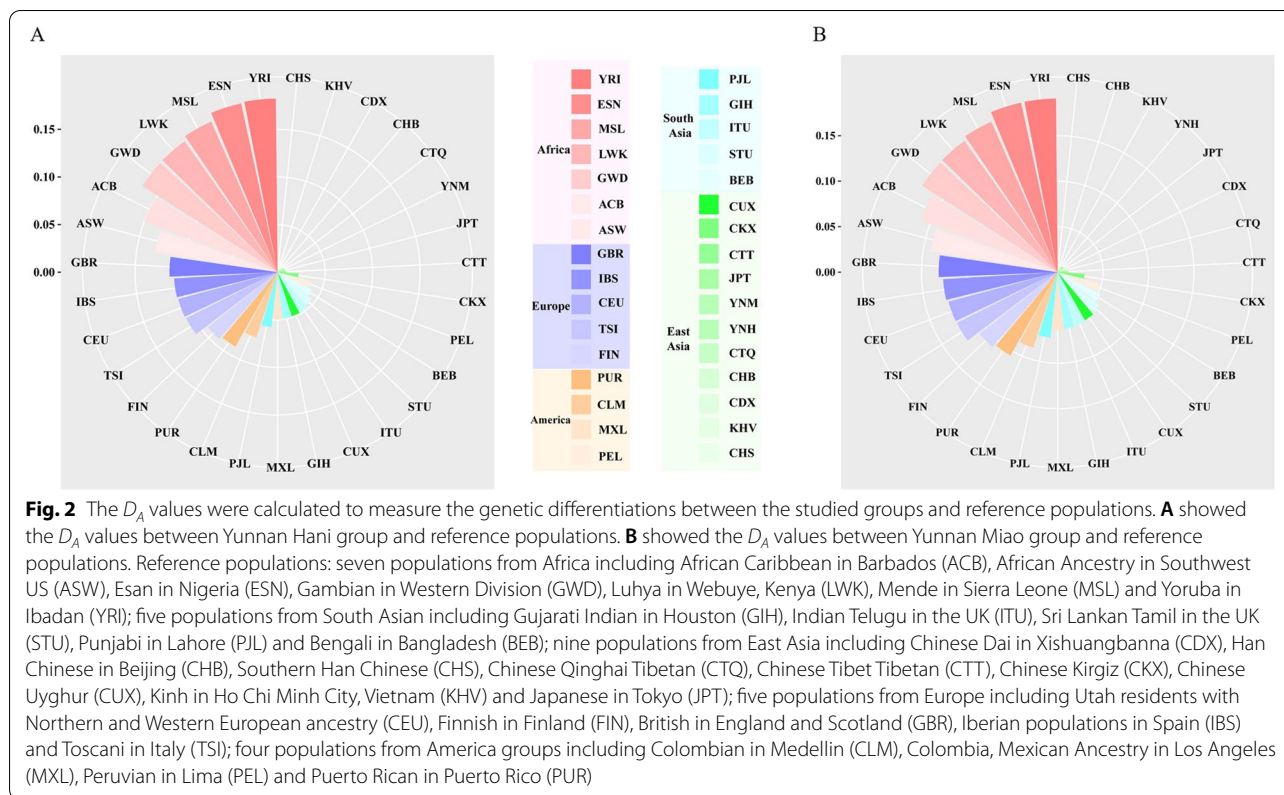 A
B
YRI
CHS
KHV
CDX
CHB
CTQ
YNM
JPT
CTT
CKX
PEL
BEB
STU
ITU
CUX
GIH
MXL
PJL
CLM
PUR
FIN
TSI
CEU
IBS
GBR
ASW
ACB
GWD
LWK
MSL
ESN
0.15
0.10
0.05
0.00
Africa
YRI
ESN
MSL
LWK
GWD
ACB
ASW
Europe
GBR
IBS
CEU
TSI
FIN
America
PUR
CLM
MXL
PEL
South
Asia
PJL
GIH
ITU
STU
BEB
East
Asia
CUX
CKX
CTT
JPT
YNM
YNH
CTQ
CHB
CDX
KHV
CHS
YRI
CHS
CHB
KHV
YNH
JPT
CDX
CTQ
CTT
CKX
PEL
BEB
STU
CUX
ITU
GIH
MXL
PJL
CLM
PUR
FIN
TSI
CEU
IBS
GBR
ASW
ACB
GWD
LWK
MSL
ESN
0.15
0.10
0.05
0.00
Fig. 2 The D_A values were calculated to measure the genetic differentiations between the studied groups and reference populations. A showed
the D_A values between Yunnan Hani group and reference populations. B showed the D_A values between Yunnan Miao group and reference
populations. Reference populations: seven populations from Africa including African Caribbean in Barbados (ACB), African Ancestry in Southwest
US (ASW), Esan in Nigeria (ESN), Gambian in Western Division (GWD), Luhya in Webuye, Kenya (LWK), Mende in Sierra Leone (MSL) and Yoruba in
Ibadan (YRI); five populations from South Asian including Gujarati Indian in Houston (GIH), Indian Telugu in the UK (ITU), Sri Lankan Tamil in the UK
(STU), Punjabi in Lahore (PJL) and Bengali in Bangladesh (BEB); nine populations from East Asia including Chinese Dai in Xishuangbanna (CDX), Han
Chinese in Beijing (CHB), Southern Han Chinese (CHS), Chinese Qinghai Tibetan (CTQ), Chinese Tibet Tibetan (CTT), Chinese Kirgiz (CKX), Chinese
Uyghur (CUX), Kinh in Ho Chi Minh City, Vietnam (KHV) and Japanese in Tokyo (JPT); five populations from Europe including Utah residents with
Northern and Western European ancestry (CEU), Finnish in Finland (FIN), British in England and Scotland (GBR), Iberian populations in Spain (IBS)
and Toscani in Italy (TSI); four populations from America groups including Colombian in Medellin (CLM), Colombia, Mexican Ancestry in Los Angeles
(MXL), Peruvian in Lima (PEL) and Puerto Rican in Puerto Rico (PUR)